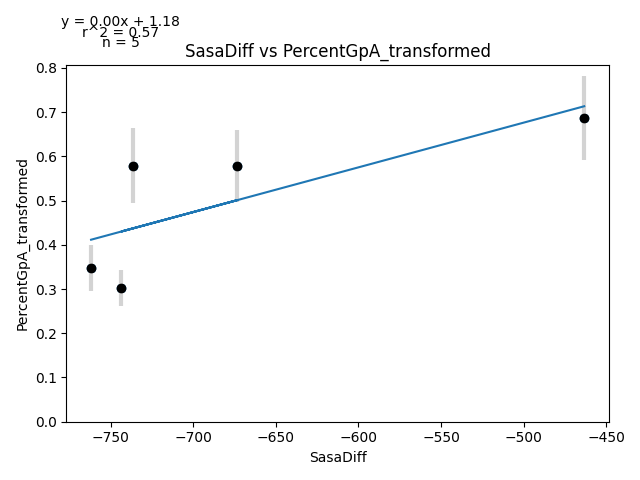 y = 0.00x + 1.18
r^2 = 0.57
n = 5
SasaDiff vs PercentGpA_transformed
0.8
0.7
0.6
0.5
0.4
0.3
0.2
0.1
0.0
PercentGpA_transformed
−750
−700
−650
−600
−550
−500
−450
SasaDiff